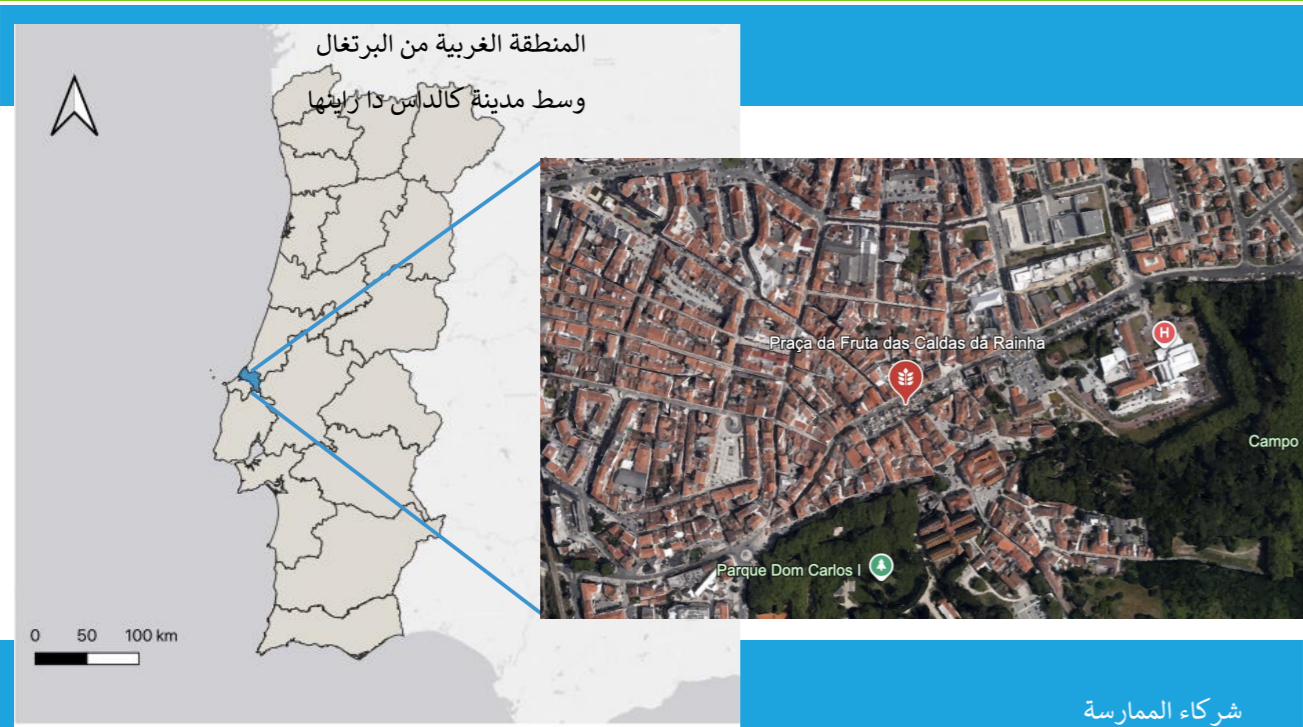 المنطقة الغربية من البرتغال
وسط مدينة كالداس دا راينها
Praça da Fruta das Caldas da Rainha
H
Campo
Parque Dom Carlos I
0 50 100 km
شركاء الممارسة